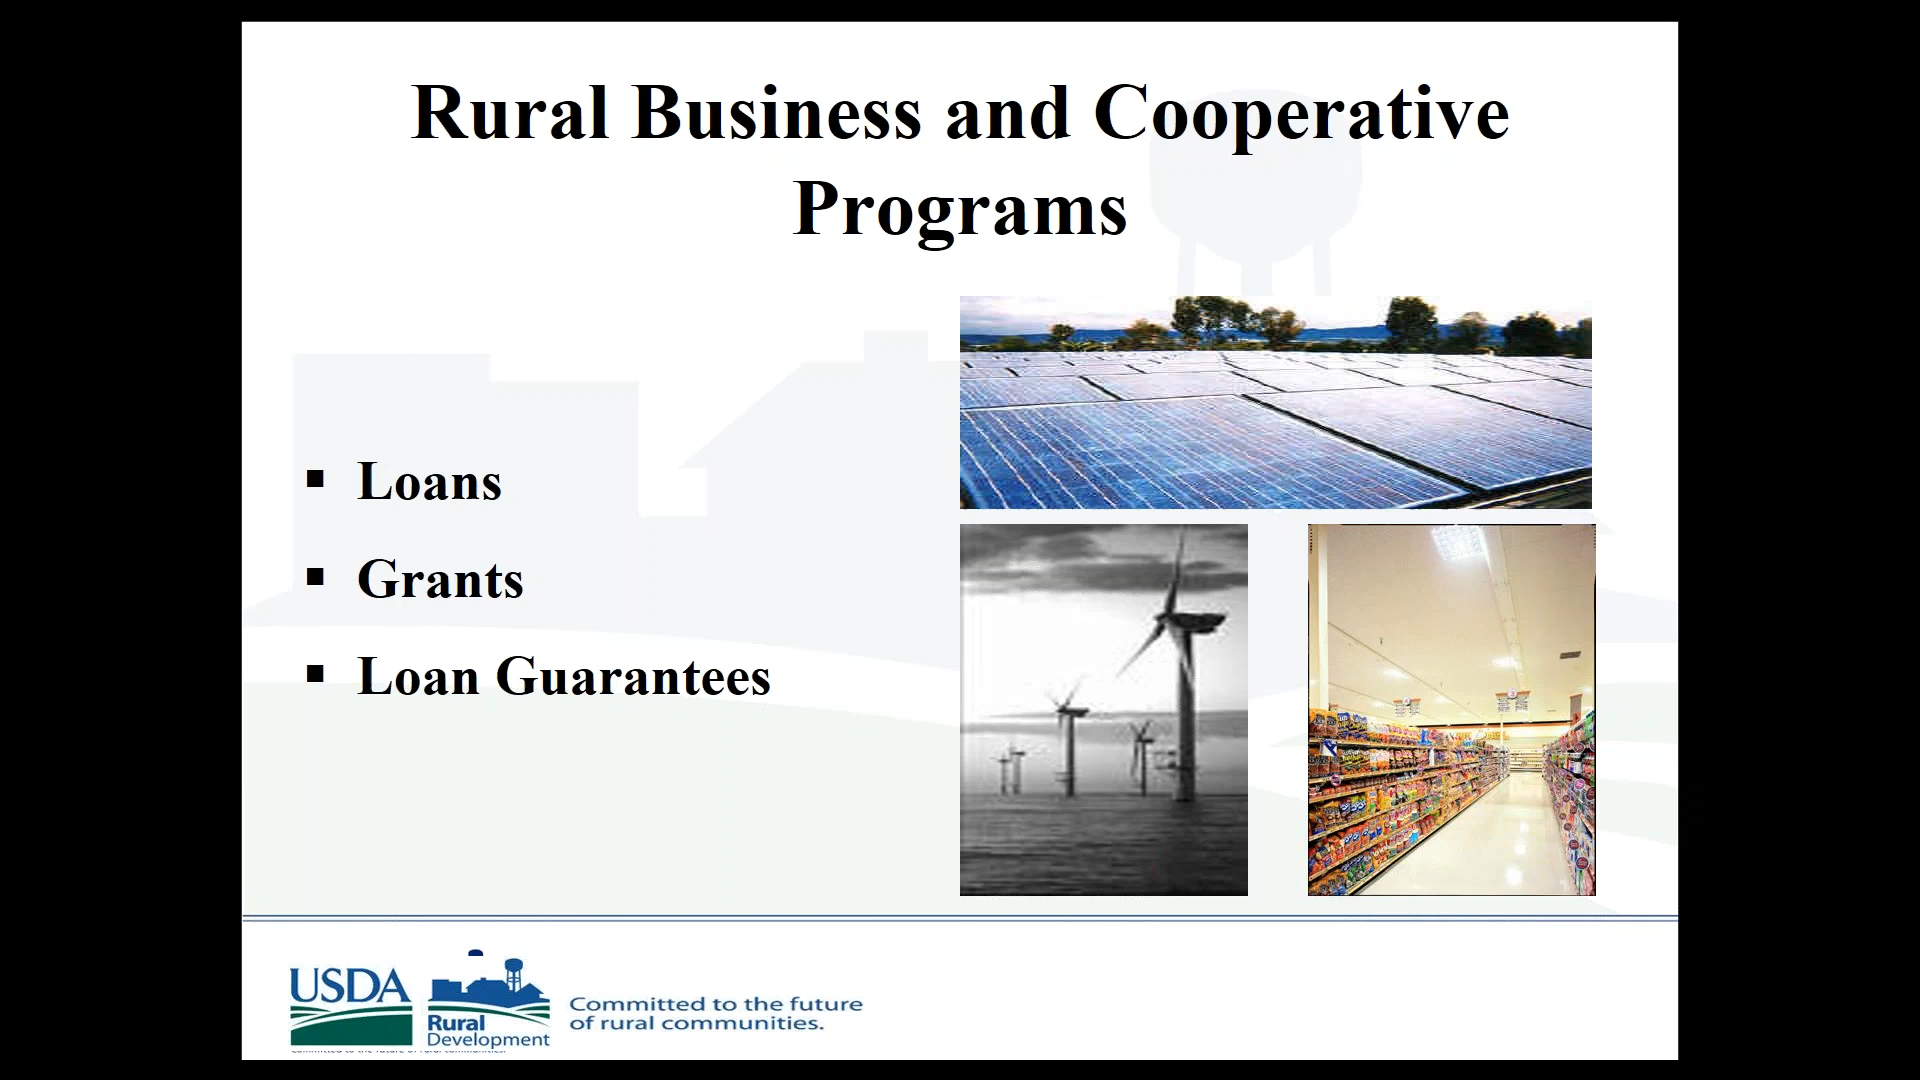 Rural Business and Cooperative
Programs
▪ Loans
▪ Grants
▪ Loan Guarantees
USDA
Rural
Development
Committed to the future
of rural communities.